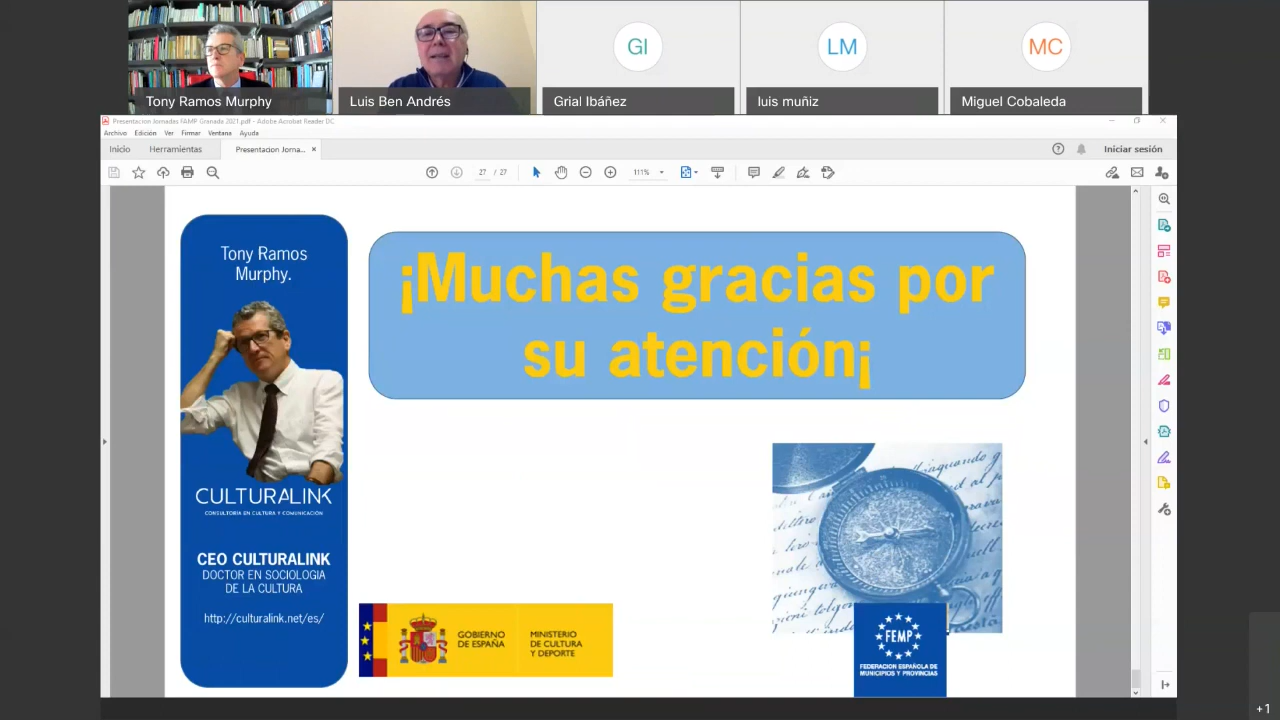 GI
LM
MC
Tony Ramos Murphy
Luis Ben Andrés
Grial Ibáñez
luis muñiz
Miguel Cobaleda
Presentacion Jornadas FAMP Granada 2021.pdf - Adobe Acrobat Reader DC
Archivo Edición Ver Firmar Ventana Ayuda
Inicio Herramientas Presentacion Jorna... × Iniciar sesión
27 / 27 111%
Tony Ramos
Murphy.
¡Muchas gracias por
su atención¡
CULTURALINK
CONSULTORÍA EN CULTURA Y COMUNICACIÓN
CEO CULTURALINK
DOCTOR EN SOCIOLOGIA
DE LA CULTURA
http://culturalink.net/es/
GOBIERNO
DE ESPAÑA
MINISTERIO
DE CULTURA
Y DEPORTE
FEMP
FEDERACION ESPAÑOLA DE
MUNICIPIOS Y PROVINCIAS
+1